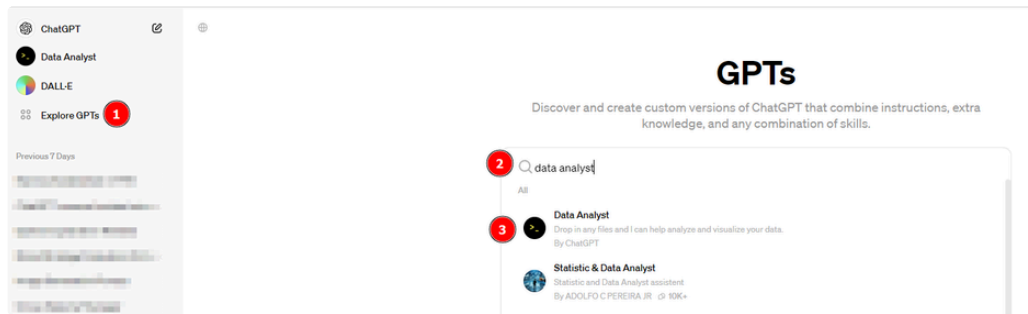 ChatGPT
Data Analyst
DALL·E
Explore GPTs 1
Previous 7 Days
GPTs
Discover and create custom versions of ChatGPT that combine instructions, extra
knowledge, and any combination of skills.
2 data analyst
All
3 Data Analyst
Drop in any files and I can help analyze and visualize your data.
By ChatGPT
Statistic & Data Analyst
Statistic and Data Analyst assistent
By ADOLFO C PEREIRA JR 10K+